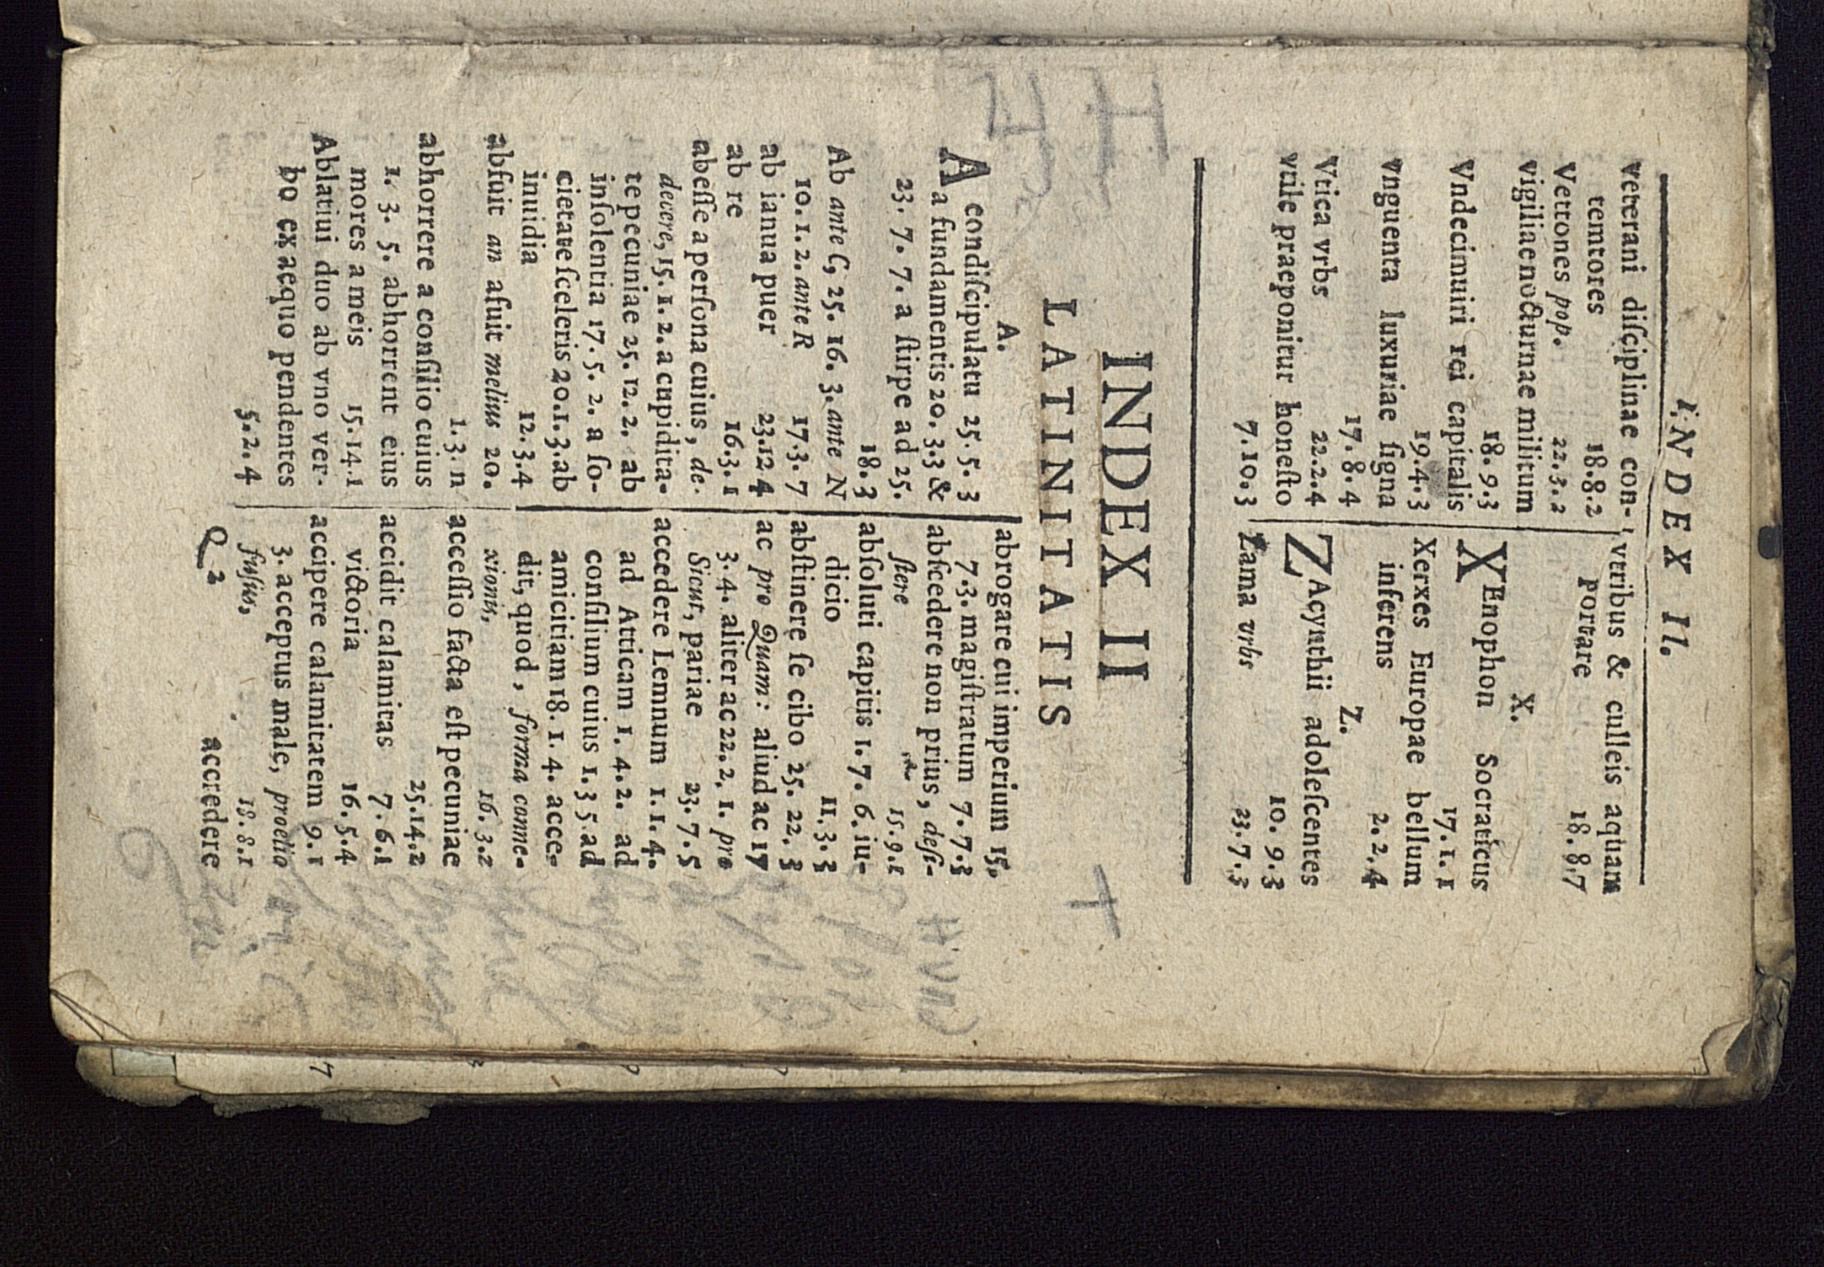 INDEX II.
veterani diſciplinae con-
temtores 18.8.2
Vettones pop. 22.3.2
vigiliae nocturnae militum
18.9.3
Vndecimuiri rei capitalis
19.4.3
vnguenta luxuriae ſigna
17.8.4
Vtica vrbs 22.2.4
vtile praeponitur honeſto
7.10.3
vtribus & culleis aquam
portare 18.8.7
X.
XEnophon Socraticus
17.1.1
Xerxes Europae bellum
inferens 2.2.4
Z.
ZAcynthii adoleſcentes
10.9.3
Zama vrbs 23.7.3
INDEX II
LATINITATIS
A.
A condiſcipulatu 25.5.3
a fundamentis 20.3.3 &
23.7.7. a ſtirpe ad 25.
18.3
Ab ante C, 25.16.3. ante N
10.1.2. ante R 17.3.7
ab ianua puer 23.12.4
ab re 16.3.1
abeſſe a perſona cuius, de-
decere, 15.1.2. a cupidita-
te pecuniae 25.12.2. ab
inſolentia 17.5.2. a ſo-
cietate ſceleris 20.1.3. ab
inuidia 12.3.4
abfuit an afuit melius 20.
1.3.n
abhorrere a conſilio cuius
1.3.5. abhorrent eius
mores a meis 15.14.1
Ablatiui duo ab vno ver-
bo ex aequo pendentes
5.2.4
abrogare cui imperium 15.
7.3. magiſtratum 7.7.3
abſcedere non prius, deſi-
ſtere 15.9.1
abſoluti capitis 1.7.6. iu-
dicio 11.3.3
abſtinere ſe cibo 25.22.3
ac pro Quam: aliud ac 17
3.4. aliter ac 22.2.1. pro
Sicut, pariae 23.7.5
accedere Lemnum 1.1.4.
ad Atticam 1.4.2. ad
conſilium cuius 1.3 5. ad
amicitiam 18.1.4. acce-
dit, quod, forma conne-
xionis, 16.3.2
acceſſio facta eſt pecuniae
25.14.2
accidit calamitas 7.6.1
victoria 16.5.4
accipere calamitatem 9.1
3. acceptus male, proelio
fuſus, 18.8.1
Q 2 accredere